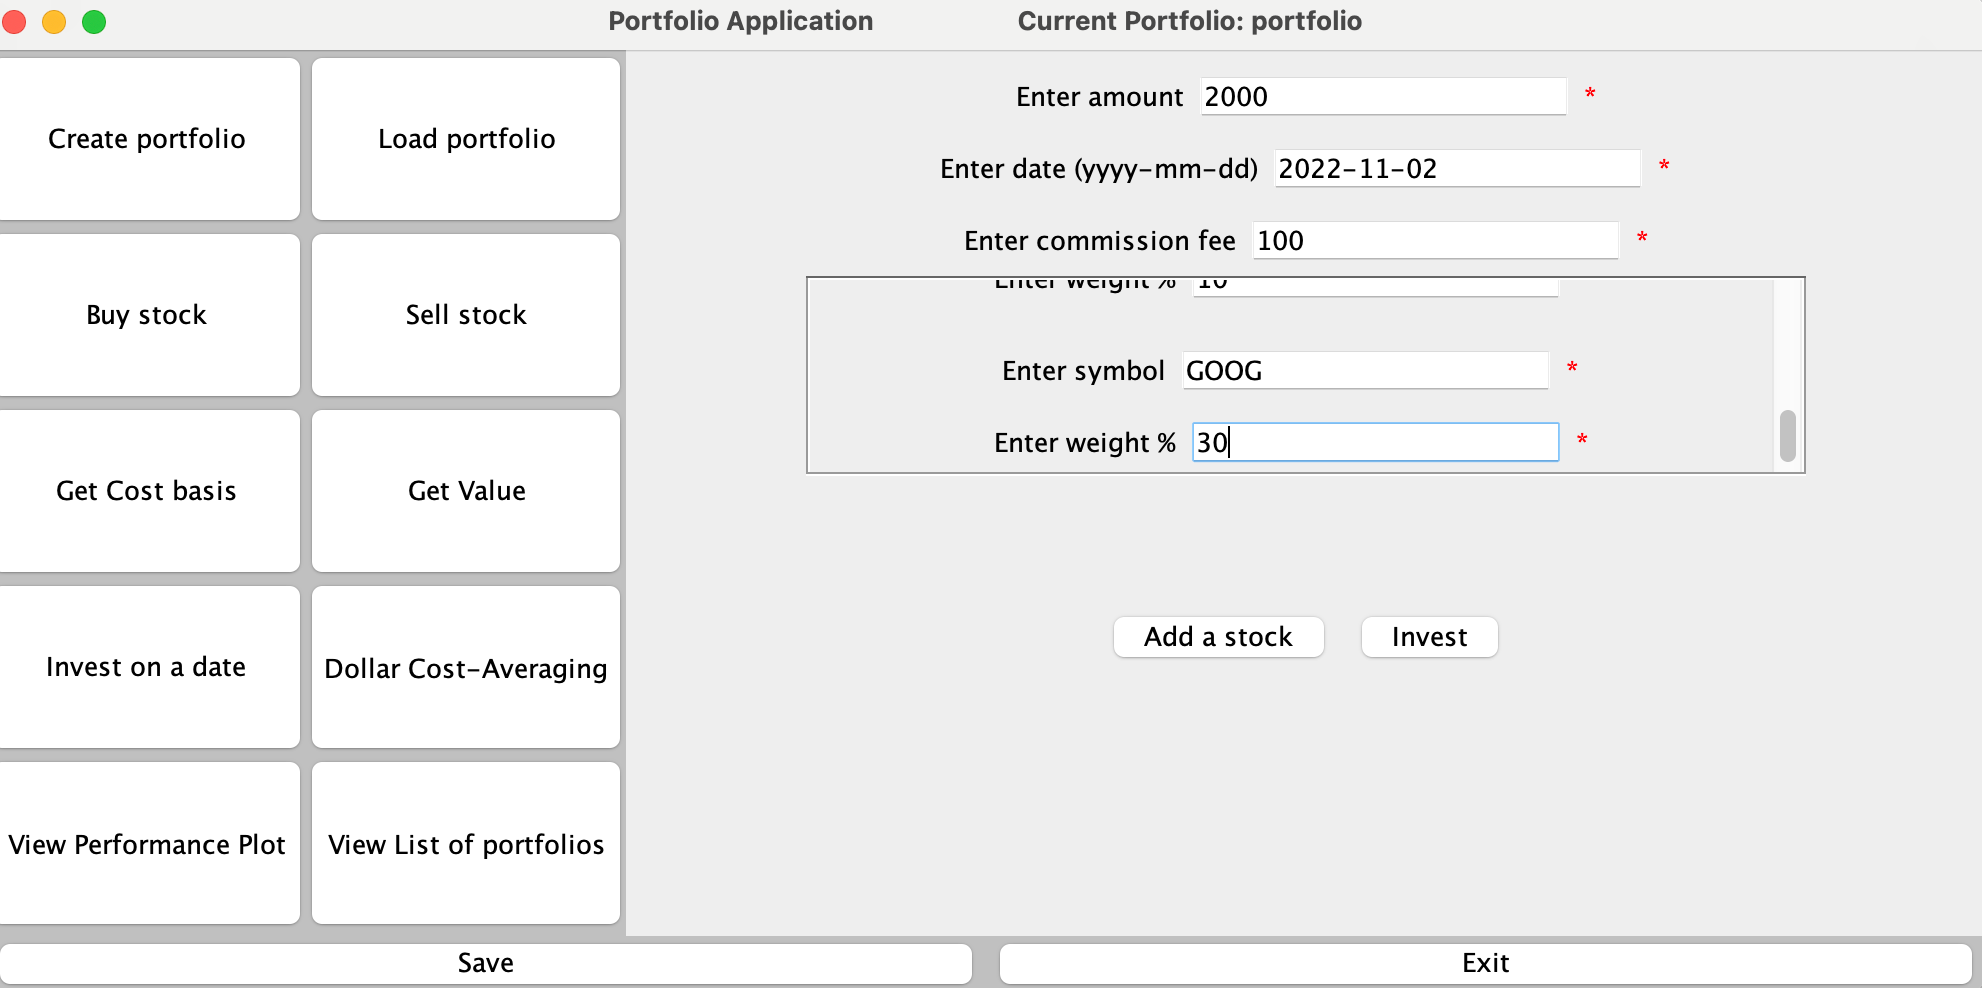 Portfolio Application
Current Portfolio: portfolio
Create portfolio
Load portfolio
Buy stock
Sell stock
Get Cost basis
Get Value
Invest on a date
Dollar Cost-Averaging
View Performance Plot
View List of portfolios
Enter amount 2000 *
Enter date (yyyy-mm-dd) 2022-11-02 *
Enter commission fee 100 *
Enter weight % 10
Enter symbol GOOG *
Enter weight % 30 *
Add a stock
Invest
Save
Exit